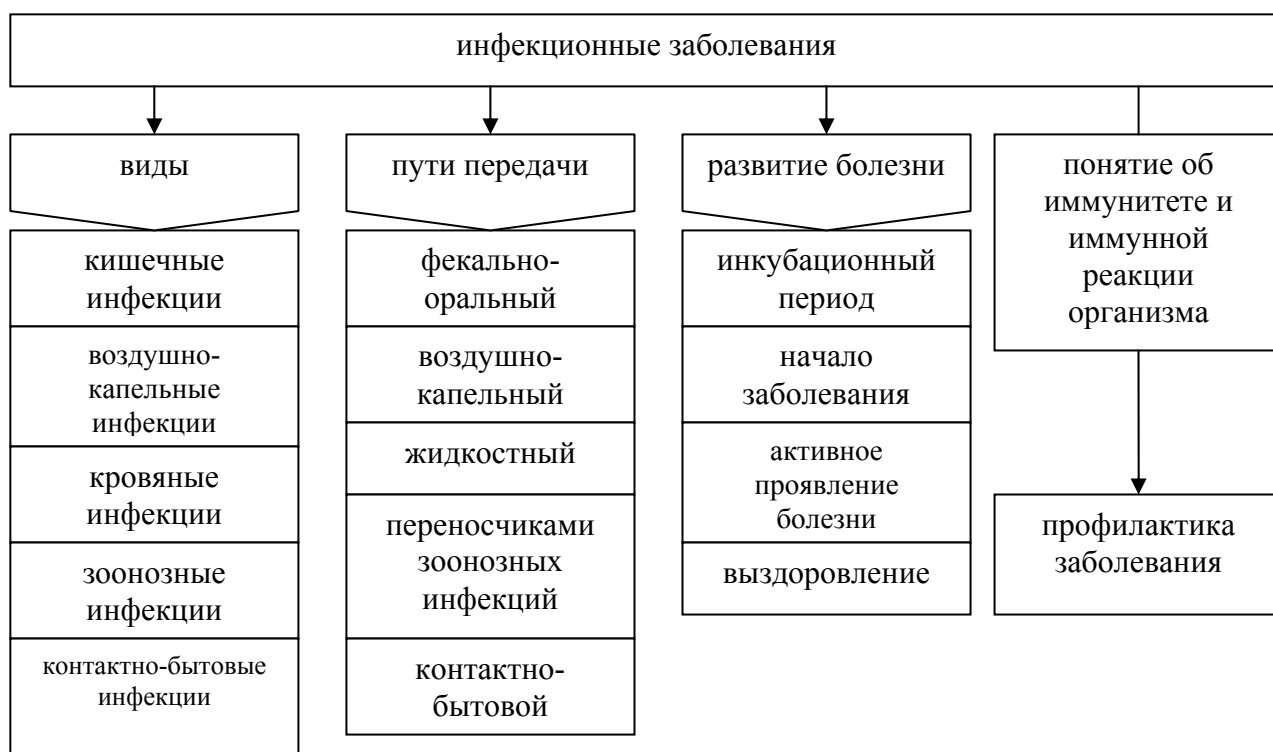 инфекционные заболевания
виды
кишечные
инфекции
воздушно-
капельные
инфекции
кровяные
инфекции
зоонозные
инфекции
контактно-бытовые
инфекции
пути передачи
фекально-
оральный
воздушно-
капельный
жидкостный
переносчиками
зоонозных
инфекций
контактно-
бытовой
развитие болезни
инкубационный
период
начало
заболевания
активное
проявление
болезни
выздоровление
понятие об
иммунитете и
иммунной
реакции
организма
профилактика
заболевания